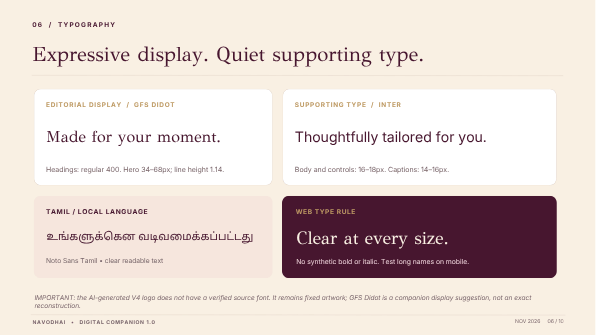 06 / TYPOGRAPHY
Expressive display. Quiet supporting type.
EDITORIAL DISPLAY / GFS DIDOT
Made for your moment.
Headings: regular 400. Hero 34–68px; line height 1.14.
SUPPORTING TYPE / INTER
Thoughtfully tailored for you.
Body and controls: 16–18px. Captions: 14–16px.
TAMIL / LOCAL LANGUAGE
உங்களுக்கென வடிவமைக்கப்பட்டது
Noto Sans Tamil • clear readable text
WEB TYPE RULE
Clear at every size.
No synthetic bold or italic. Test long names on mobile.
IMPORTANT: the AI-generated V4 logo does not have a verified source font. It remains fixed artwork; GFS Didot is a companion display suggestion, not an exact
reconstruction.
NAVODHAI • DIGITAL COMPANION 1.0
NOV 2026 06 / 10